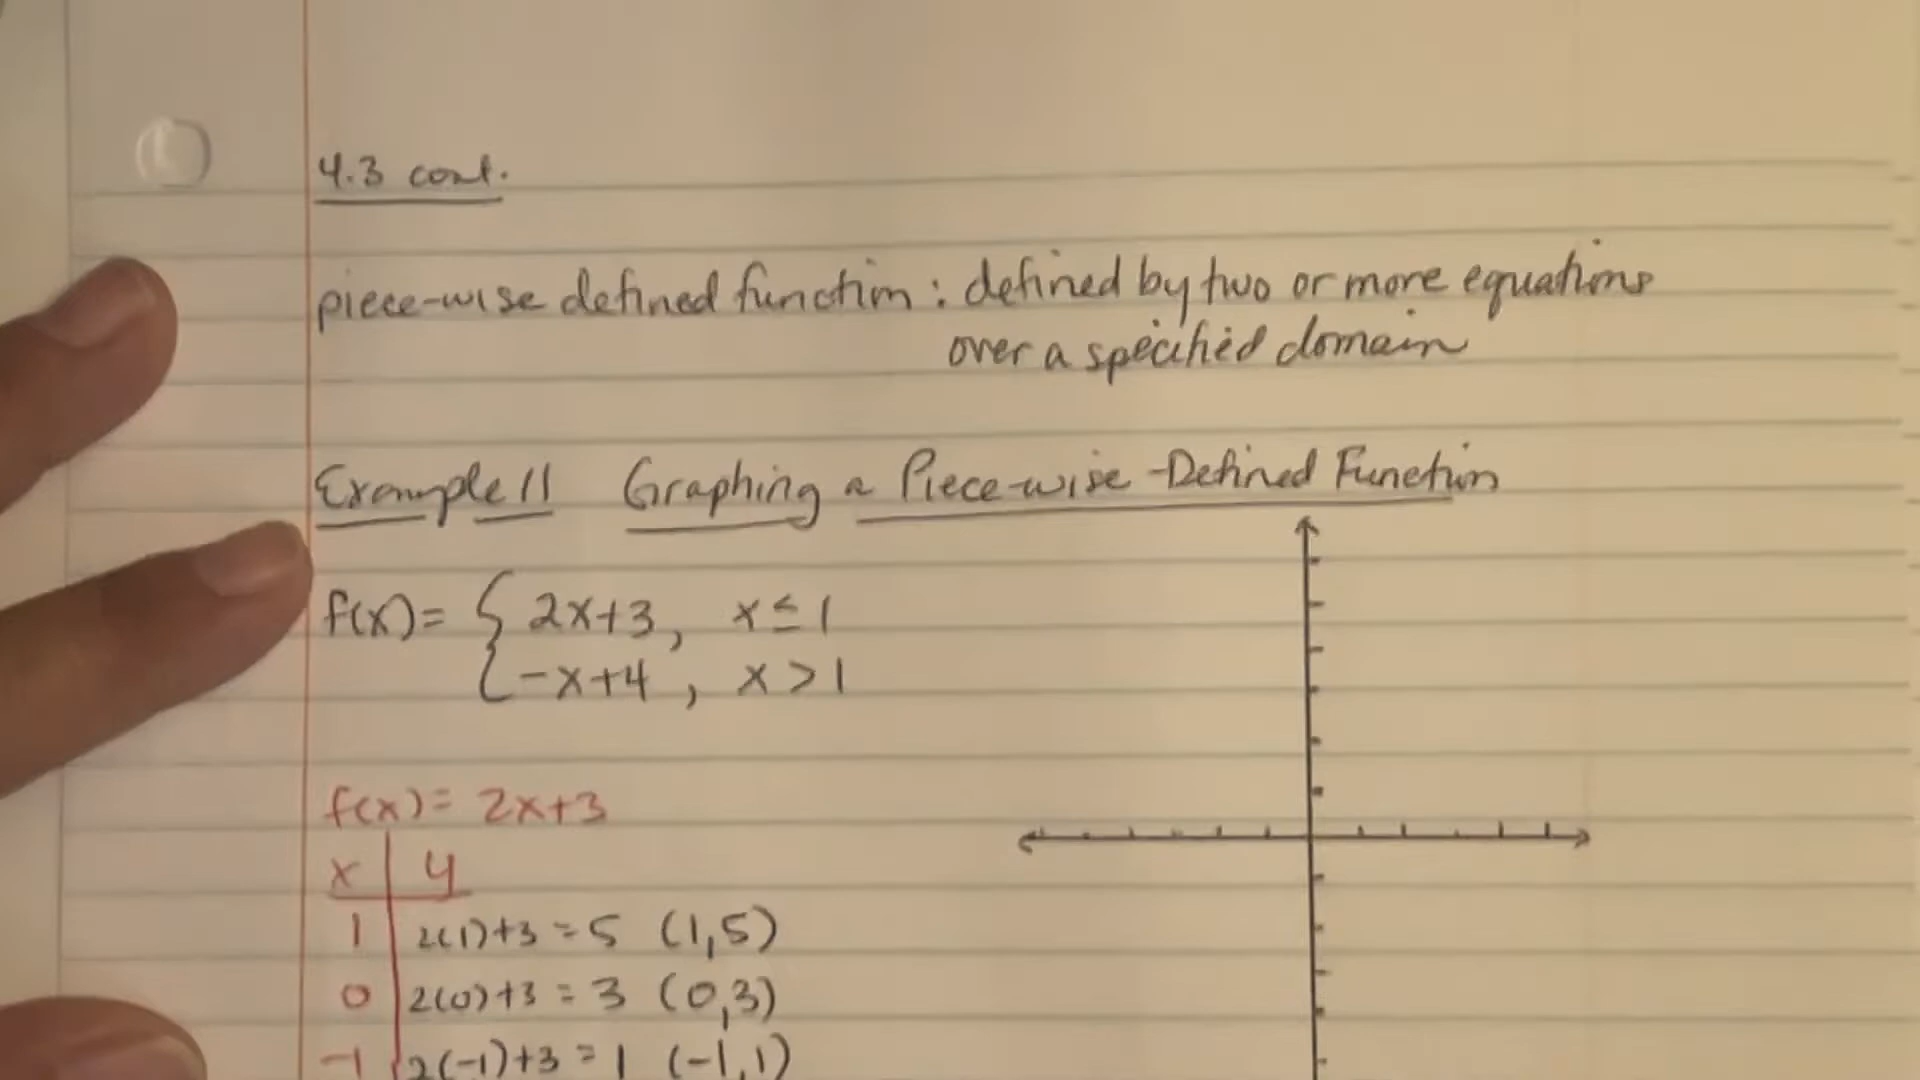 4.3 cont.
piece-wise defined function : defined by two or more equations
over a specified domain
Example 11 Graphing a Piece-wise-Defined Function
f(x) = { 2x+3, x ≤ 1
-x+4, x > 1
f(x) = 2x+3
x | y
1 | 2(1)+3 = 5 (1,5)
0 | 2(0)+3 = 3 (0,3)
-1 | 2(-1)+3 = 1 (-1,1)